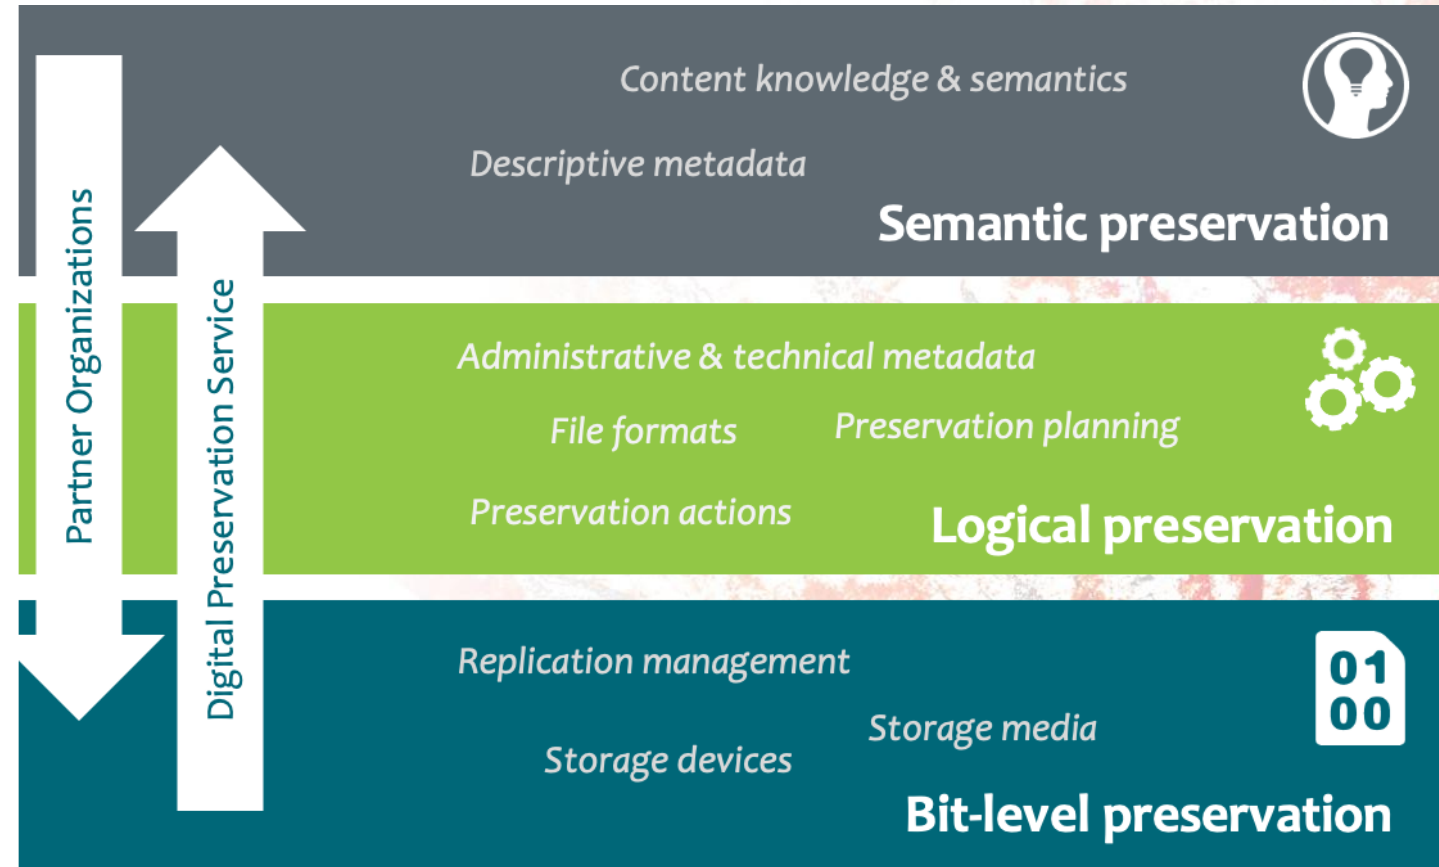 Partner Organizations
Digital Preservation Service
Content knowledge & semantics
Descriptive metadata
Semantic preservation
Administrative & technical metadata
File formats
Preservation planning
Preservation actions
Logical preservation
Replication management
Storage media
Storage devices
01
00
Bit-level preservation